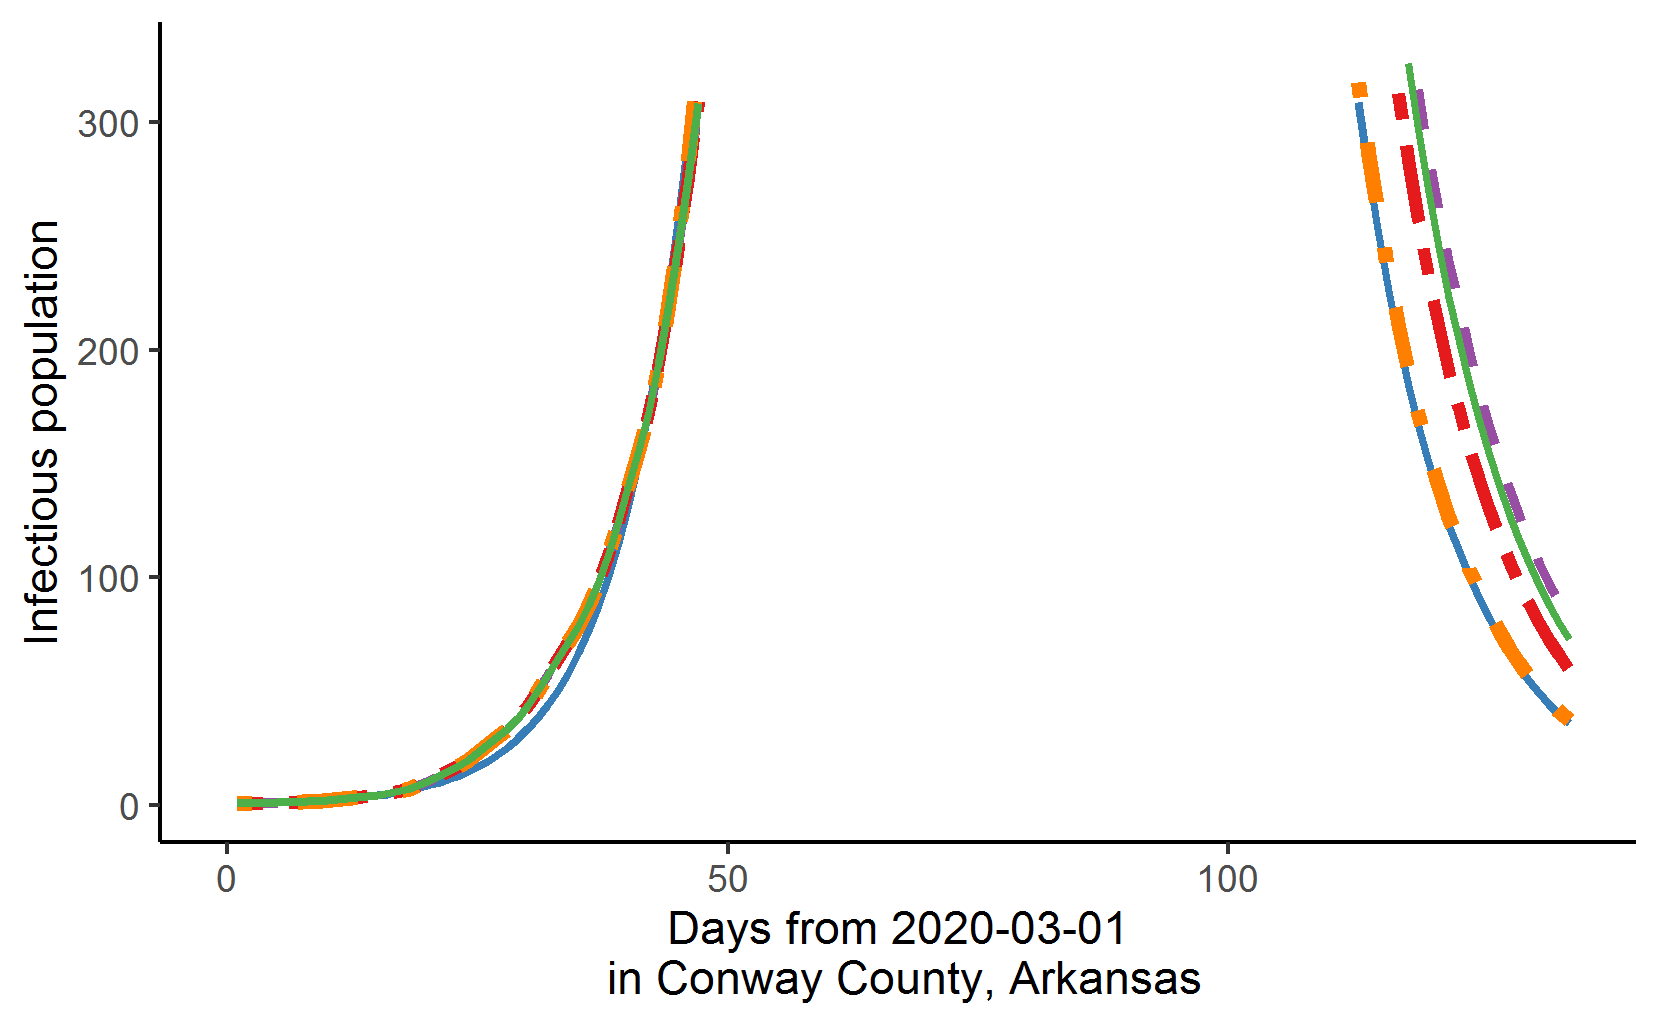 Infectious population
300
200
100
0
0 50 100
Days from 2020-03-01
in Conway County, Arkansas